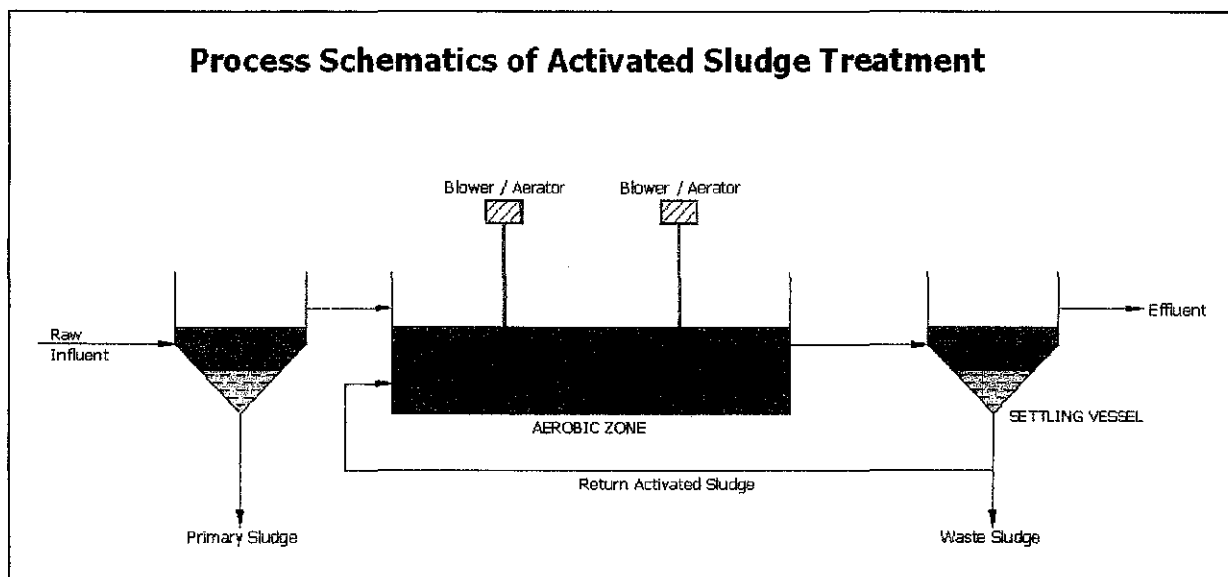 Process Schematics of Activated Sludge Treatment
Blower / Aerator
Blower / Aerator
Raw
Influent
Effluent
AEROBIC ZONE
SETTLING VESSEL
Return Activated Sludge
Primary Sludge
Waste Sludge